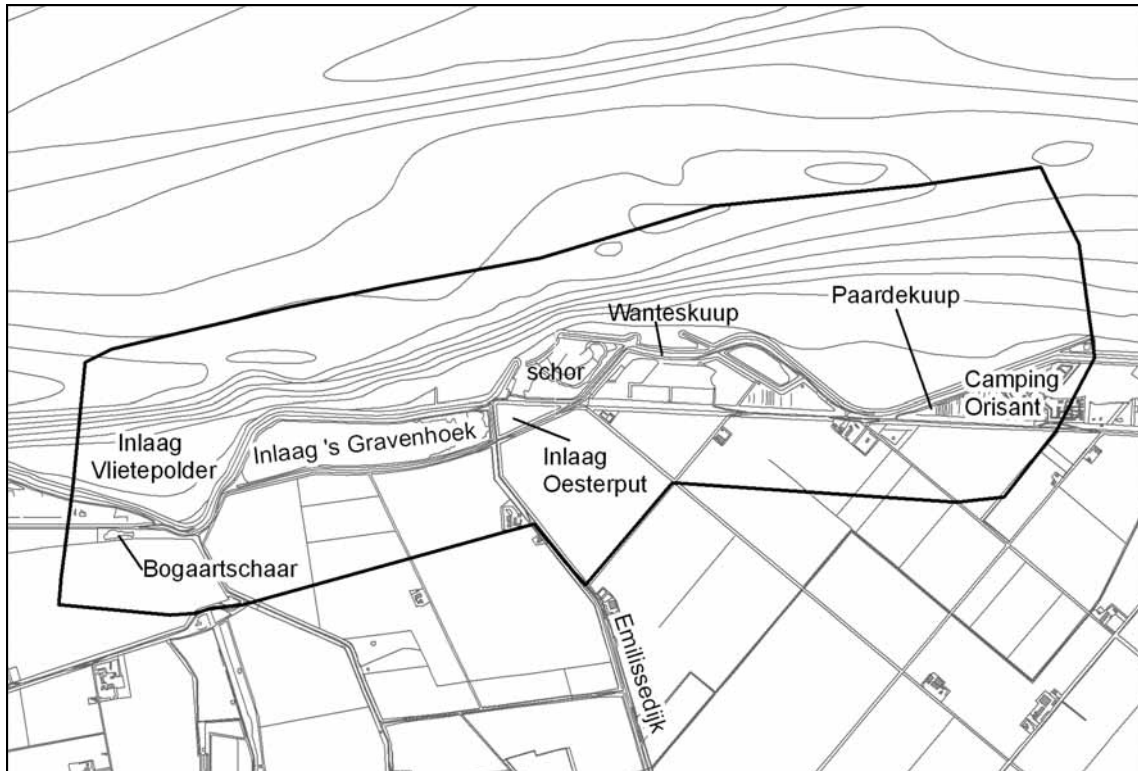 Paardekuup
Wanteskuup
schor
Camping
Orisant
Inlaag
Vlietepolder
Inlaag 's Gravenhoek
Inlaag
Oesterput
Bogaartschaar
Emilissedijk